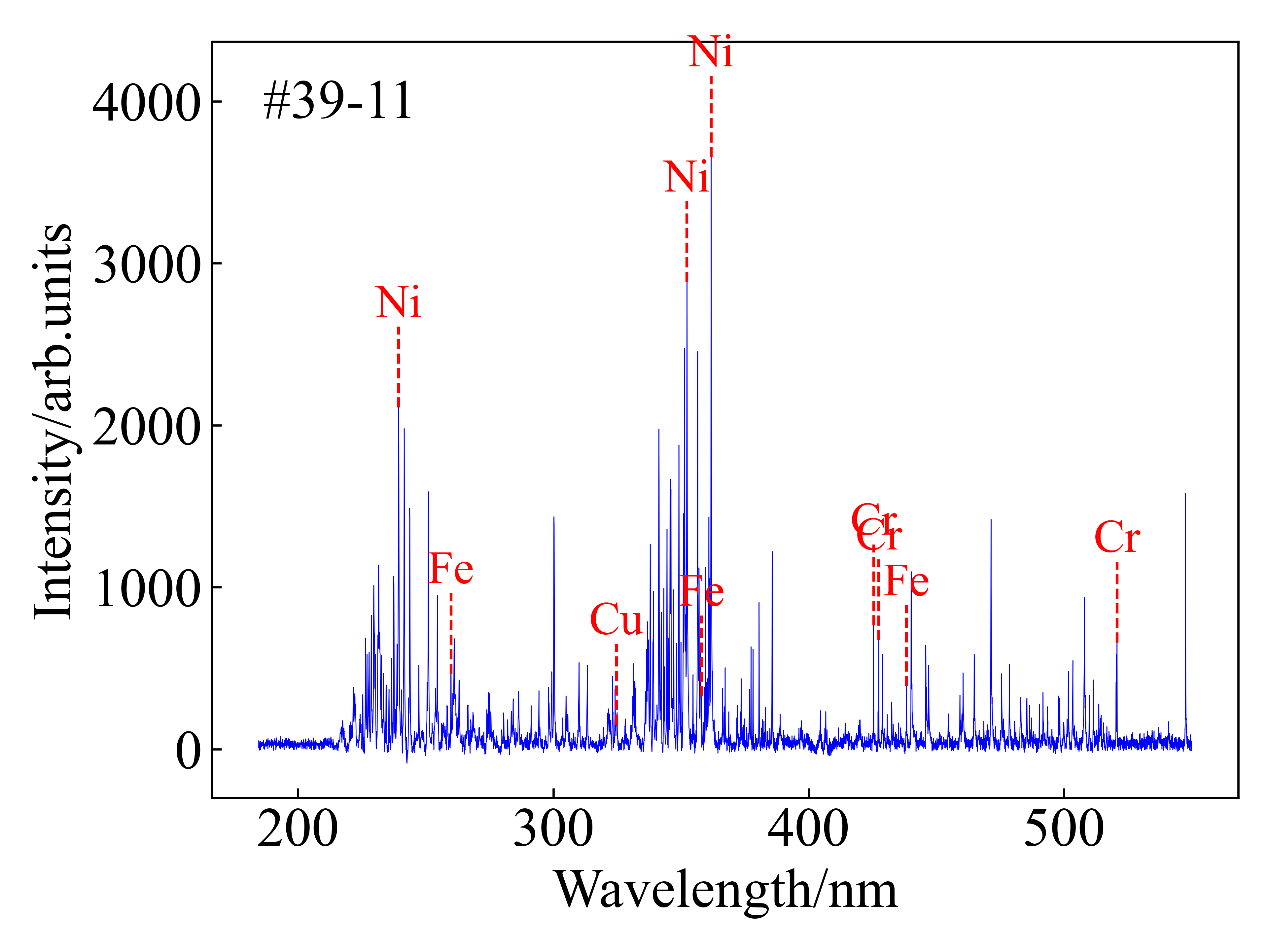 Ni
4000
#39-11
Ni
3000
Ni
2000
Cr
Cr
Cr
Fe
Fe
Fe
1000
Cu
0
Intensity/arb.units
200
300
400
500
Wavelength/nm